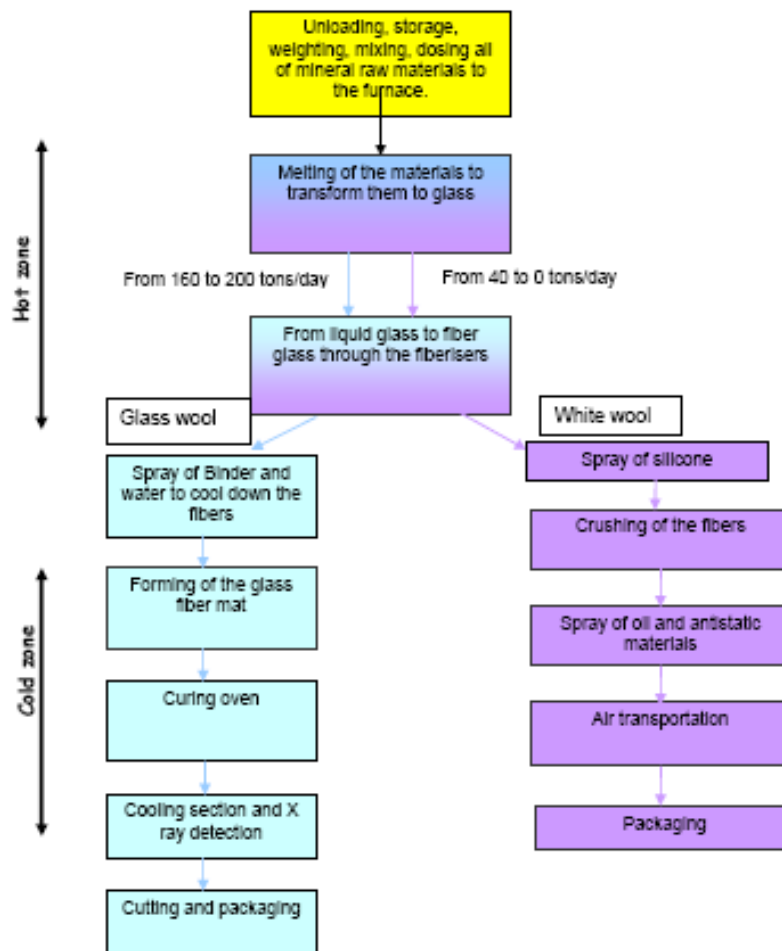 Unloading, storage,
weighting, mixing, dosing all
of mineral raw materials to
the furnace.
Hot zone
Melting of the materials to
transform them to glass
From 160 to 200 tons/day
From 40 to 0 tons/day
From liquid glass to fiber
glass through the fiberisers
Glass wool
White wool
Spray of Binder and
water to cool down the
fibers
Spray of silicone
Crushing of the fibers
Cold zone
Forming of the glass
fiber mat
Spray of oil and antistatic
materials
Curing oven
Air transportation
Cooling section and X
ray detection
Packaging
Cutting and packaging